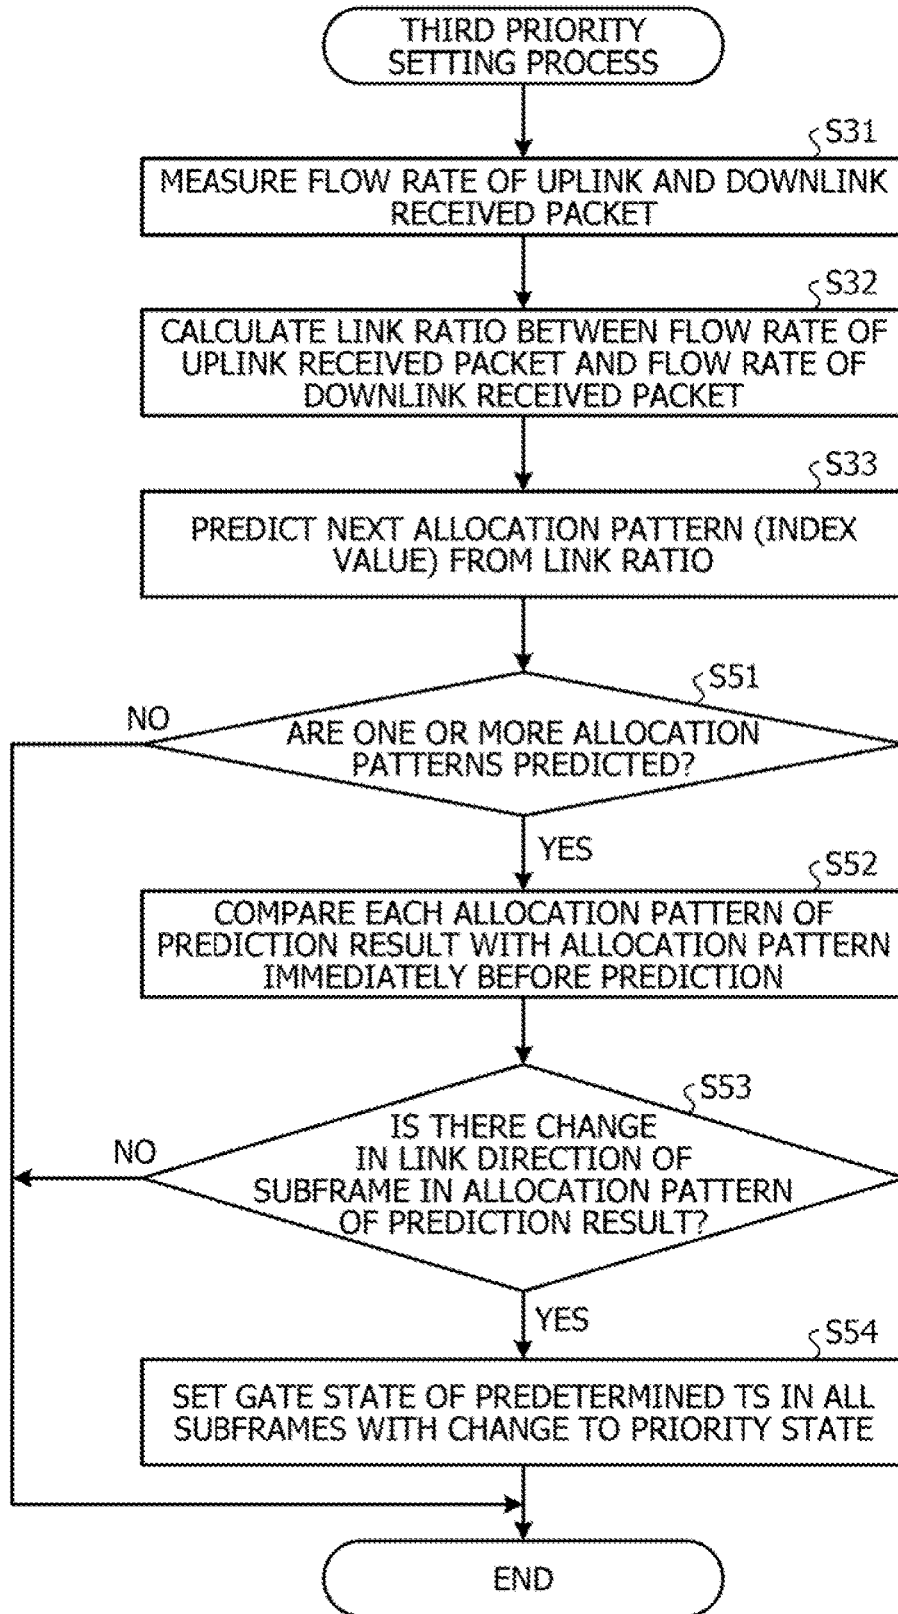 THIRD PRIORITY
SETTING PROCESS
S31
MEASURE FLOW RATE OF UPLINK AND DOWNLINK
RECEIVED PACKET
S32
CALCULATE LINK RATIO BETWEEN FLOW RATE OF
UPLINK RECEIVED PACKET AND FLOW RATE OF
DOWNLINK RECEIVED PACKET
S33
PREDICT NEXT ALLOCATION PATTERN (INDEX
VALUE) FROM LINK RATIO
S51
NO
ARE ONE OR MORE ALLOCATION
PATTERNS PREDICTED?
YES
S52
COMPARE EACH ALLOCATION PATTERN OF
PREDICTION RESULT WITH ALLOCATION PATTERN
IMMEDIATELY BEFORE PREDICTION
S53
NO
IS THERE CHANGE
IN LINK DIRECTION OF
SUBFRAME IN ALLOCATION PATTERN
OF PREDICTION RESULT?
YES
S54
SET GATE STATE OF PREDETERMINED TS IN ALL
SUBFRAMES WITH CHANGE TO PRIORITY STATE
END